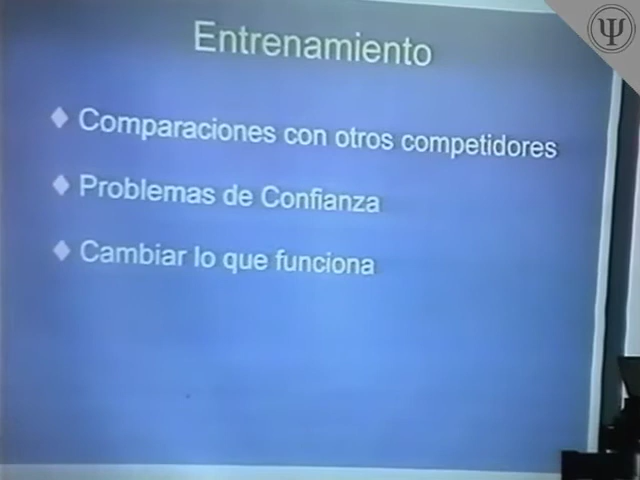 Entrenamiento
Comparaciones con otros competidores
Problemas de Confianza
Cambiar lo que funciona
Ψ